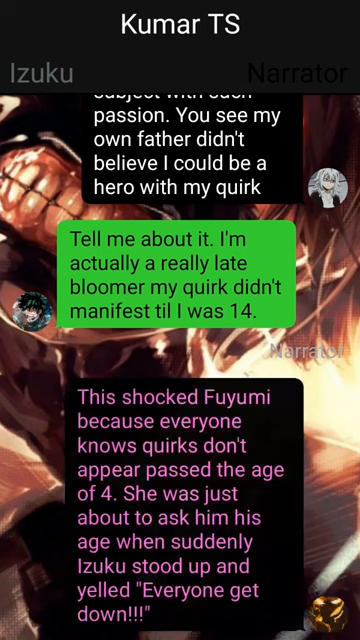 Kumar TS
Izuku
Narrator
subject with such
passion. You see my
own father didn't
believe I could be a
hero with my quirk
Tell me about it. I'm
actually a really late
bloomer my quirk didn't
manifest til I was 14.
Narrator
This shocked Fuyumi
because everyone
knows quirks don't
appear passed the age
of 4. She was just
about to ask him his
age when suddenly
Izuku stood up and
yelled "Everyone get
down!!!"